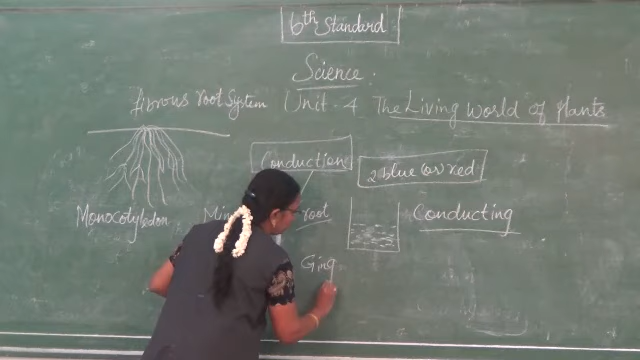 6th Standard
Science.
fibrous root System Unit. 4 The Living World of plants
Conduction
2 blue (or) red
Monocotyledon
root
Conducting
Ging